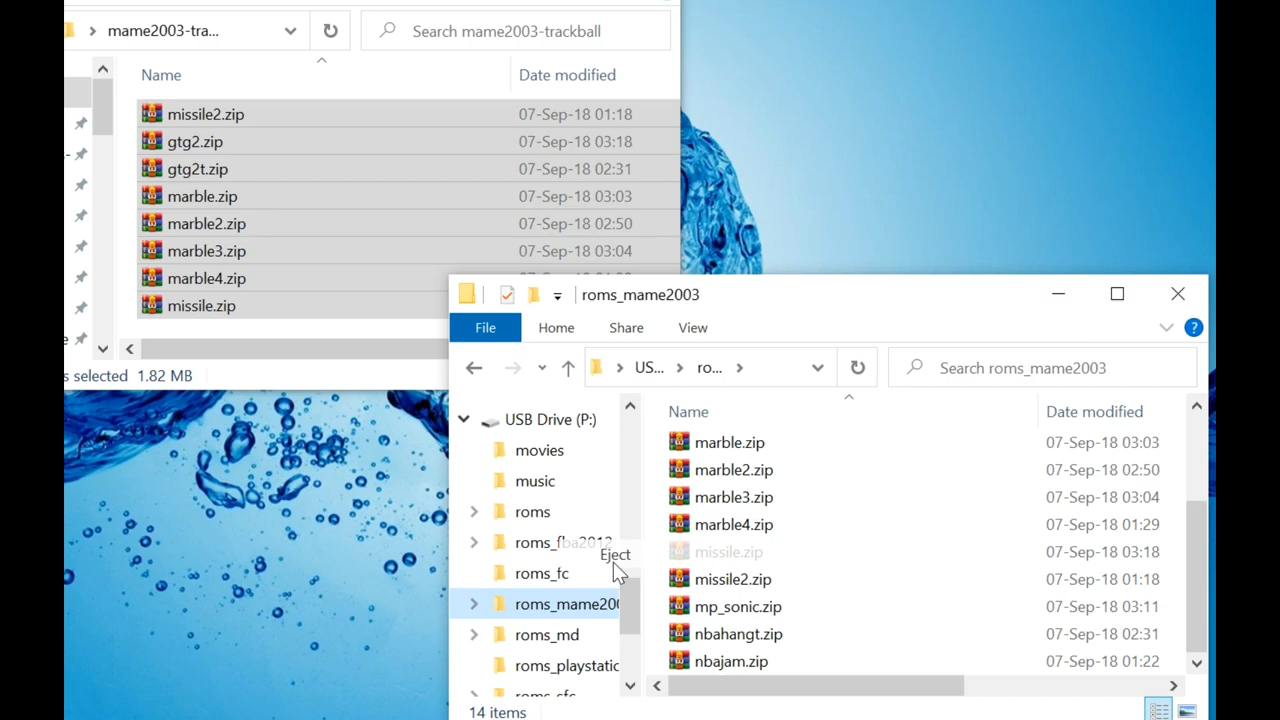 mame2003-tra...
Search mame2003-trackball
Name
Date modified
missile2.zip
07-Sep-18 01:18
gtg2.zip
07-Sep-18 03:18
gtg2t.zip
07-Sep-18 02:31
marble.zip
07-Sep-18 03:03
marble2.zip
07-Sep-18 02:50
marble3.zip
07-Sep-18 03:04
marble4.zip
missile.zip
s selected 1.82 MB
roms_mame2003
File
Home
Share
View
US...
ro...
Search roms_mame2003
USB Drive (P:)
movies
music
roms
roms_fba2012
Eject
roms_fc
roms_mame200
roms_md
roms_playstatic
roms_sfc
Name
Date modified
marble.zip
07-Sep-18 03:03
marble2.zip
07-Sep-18 02:50
marble3.zip
07-Sep-18 03:04
marble4.zip
07-Sep-18 01:29
missile.zip
07-Sep-18 03:18
missile2.zip
07-Sep-18 01:18
mp_sonic.zip
07-Sep-18 03:11
nbahangt.zip
07-Sep-18 02:31
nbajam.zip
07-Sep-18 01:22
14 items